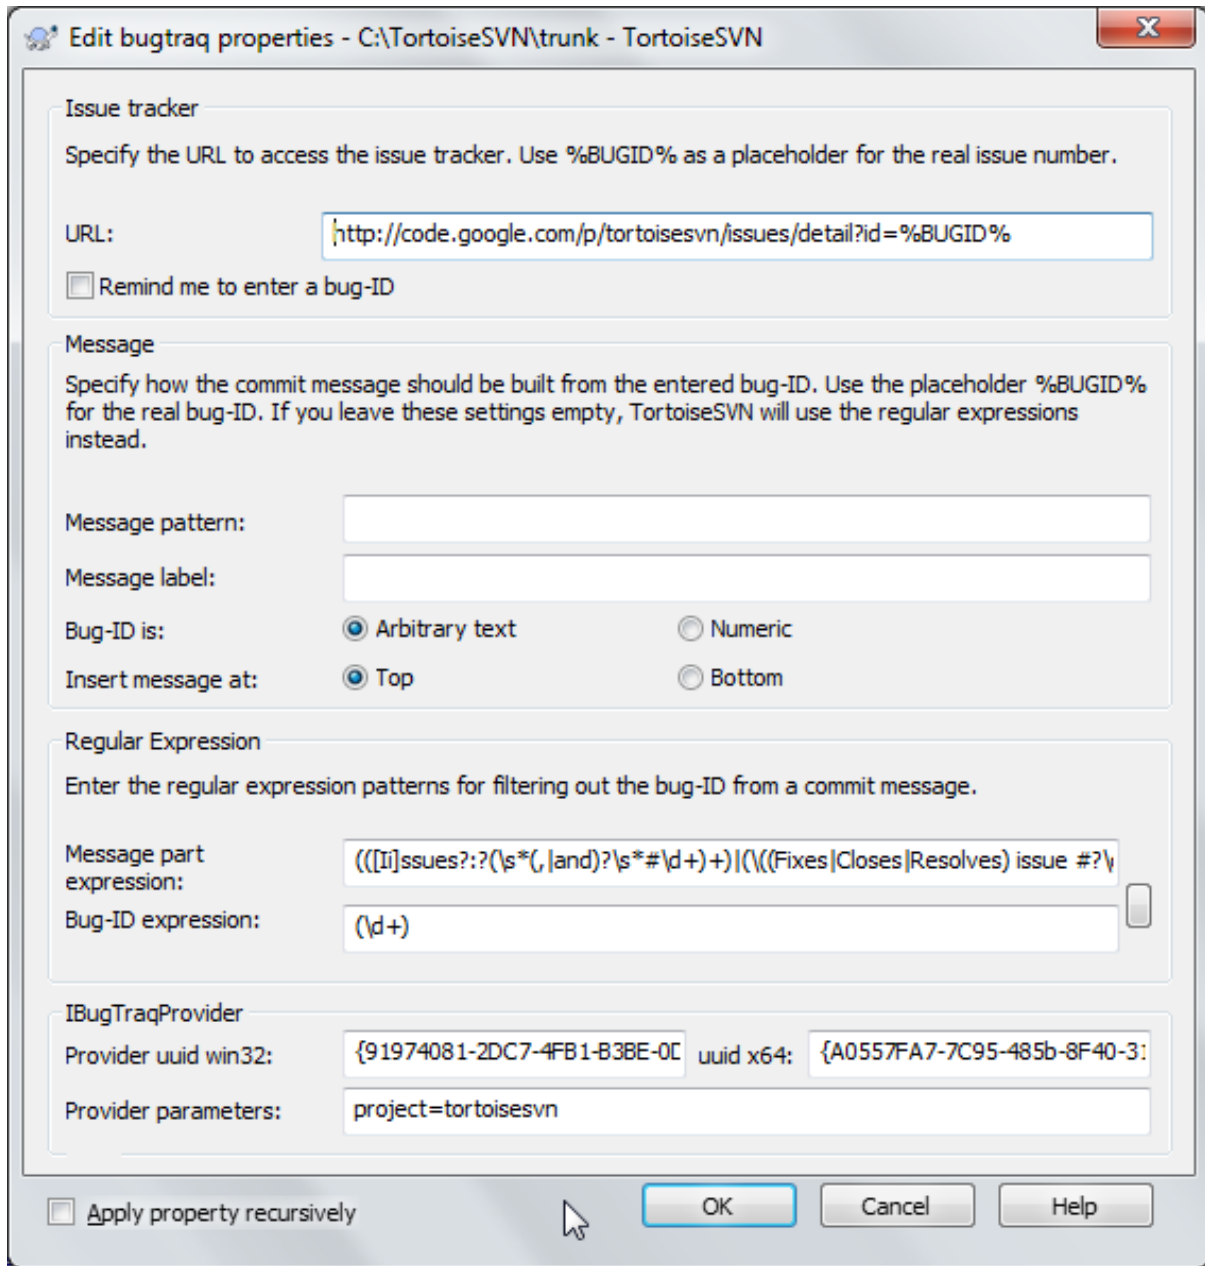 Edit bugtraq properties - C:\TortoiseSVN\trunk - TortoiseSVN
Issue tracker
Specify the URL to access the issue tracker. Use %BUGID% as a placeholder for the real issue number.
URL: http://code.google.com/p/tortoisesvn/issues/detail?id=%BUGID%
Remind me to enter a bug-ID
Message
Specify how the commit message should be built from the entered bug-ID. Use the placeholder %BUGID%
for the real bug-ID. If you leave these settings empty, TortoiseSVN will use the regular expressions
instead.
Message pattern:
Message label:
Bug-ID is: Arbitrary text Numeric
Insert message at: Top Bottom
Regular Expression
Enter the regular expression patterns for filtering out the bug-ID from a commit message.
Message part
expression: (([Ii]ssues?:?(\s*(,|and)?\s*#\d+)+)|(\((Fixes|Closes|Resolves) issue #?\
Bug-ID expression: (\d+)
IBugTraqProvider
Provider uuid win32: {91974081-2DC7-4FB1-B3BE-0D uuid x64: {A0557FA7-7C95-485b-8F40-31
Provider parameters: project=tortoisesvn
Apply property recursively OK Cancel Help